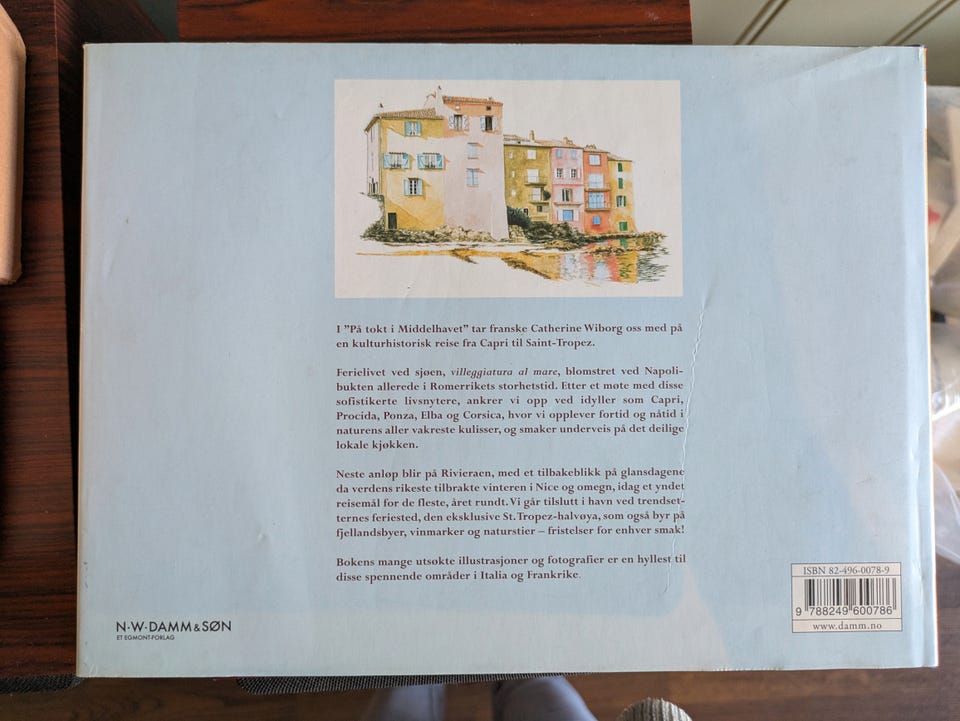 I ”På tokt i Middelhavet” tar franske Catherine Wiborg oss med på
en kulturhistorisk reise fra Capri til Saint-Tropez.
Ferielivet ved sjøen, villeggiatura al mare, blomstret ved Napoli-
bukten allerede i Romerrikets storhetstid. Etter et møte med disse
sofistikerte livsnytere, ankrer vi opp ved idyller som Capri,
Procida, Ponza, Elba og Corsica, hvor vi opplever fortid og nåtid i
naturens aller vakreste kulisser, og smaker underveis på det deilige
lokale kjøkken.
Neste anløp blir på Rivieraen, med et tilbakeblikk på glansdagene
da verdens rikeste tilbrakte vinteren i Nice og omegn, idag et yndet
reisemål for de fleste, året rundt. Vi går tilslutt i havn ved trendset-
ternes feriested, den eksklusive St. Tropez-halvøya, som også byr på
fjellandsbyer, vinmarker og naturstier – fristelser for enhver smak!
Bokens mange utsøkte illustrasjoner og fotografier er en hyllest til
disse spennende områder i Italia og Frankrike.
N·W·DAMM & SØN
ET EGMONT-FORLAG
ISBN 82-496-0078-9
9 788249 600786
www.damm.no